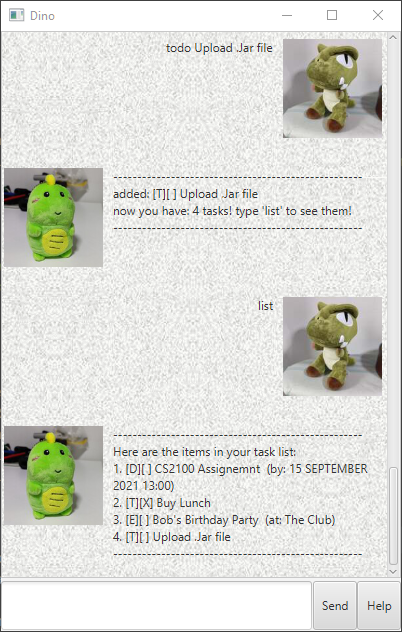 Dino
todo Upload Jar file
--------------------------------------------------
added: [T][ ] Upload .Jar file
now you have: 4 tasks! type 'list' to see them!
--------------------------------------------------
list
--------------------------------------------------
Here are the items in your task list:
1. [D][ ] CS2100 Assignemnt  (by: 15 SEPTEMBER
2021 13:00)
2. [T][X] Buy Lunch
3. [E][ ] Bob's Birthday Party  (at: The Club)
4. [T][ ] Upload .Jar file
--------------------------------------------------
Send
Help